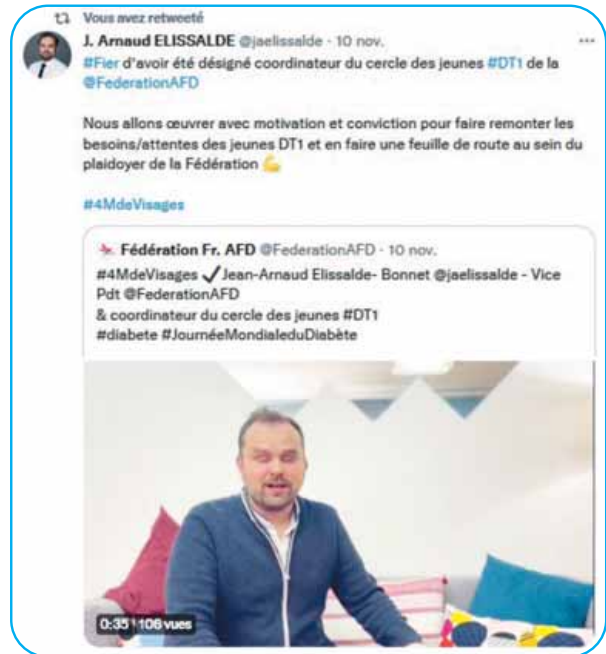 Vous avez retweeté
J. Arnaud ELISSALDE @jaelissalde · 10 nov.
#Fier d'avoir été désigné coordinateur du cercle des jeunes #DT1 de la
@FederationAFD
Nous allons œuvrer avec motivation et conviction pour faire remonter les
besoins/attentes des jeunes DT1 et en faire une feuille de route au sein du
plaidoyer de la Fédération 💪
#4MdeVisages
Fédération Fr. AFD @FederationAFD · 10 nov.
#4MdeVisages ✓Jean-Arnaud Elissalde- Bonnet @jaelissalde - Vice
Pdt @FederationAFD
& coordinateur du cercle des jeunes #DT1
#diabete #JournéeMondialeduDiabète
0:35 106 vues